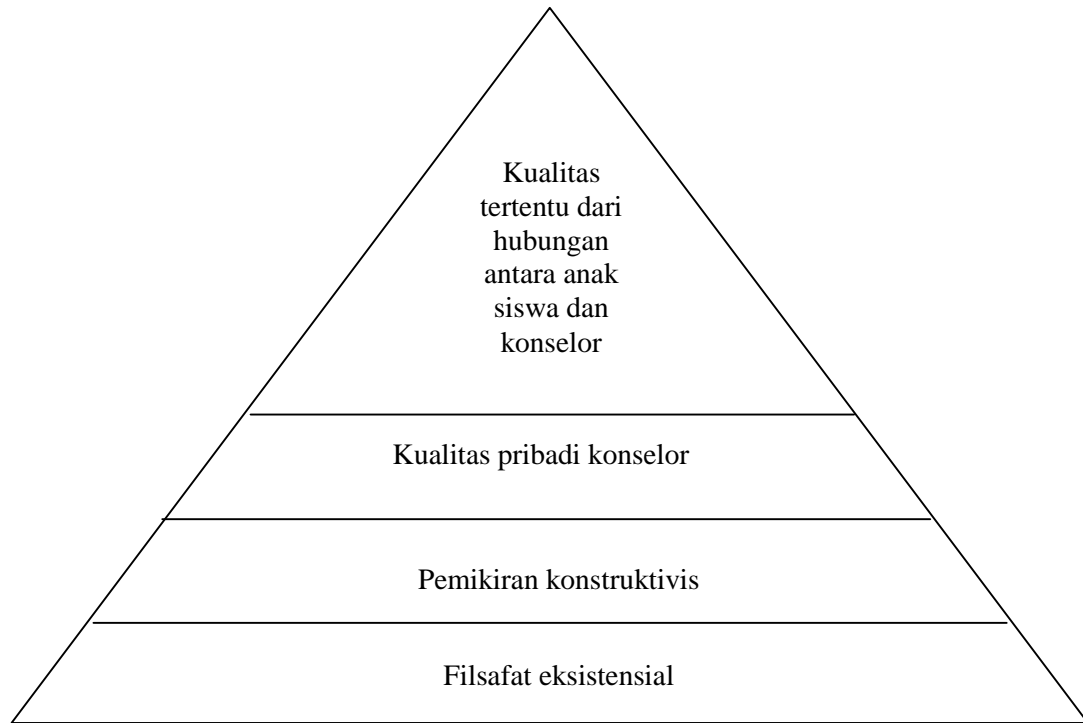 Kualitas
tertentu dari
hubungan
antara anak
siswa dan
konselor
Kualitas pribadi konselor
Pemikiran konstruktivis
Filsafat eksistensial